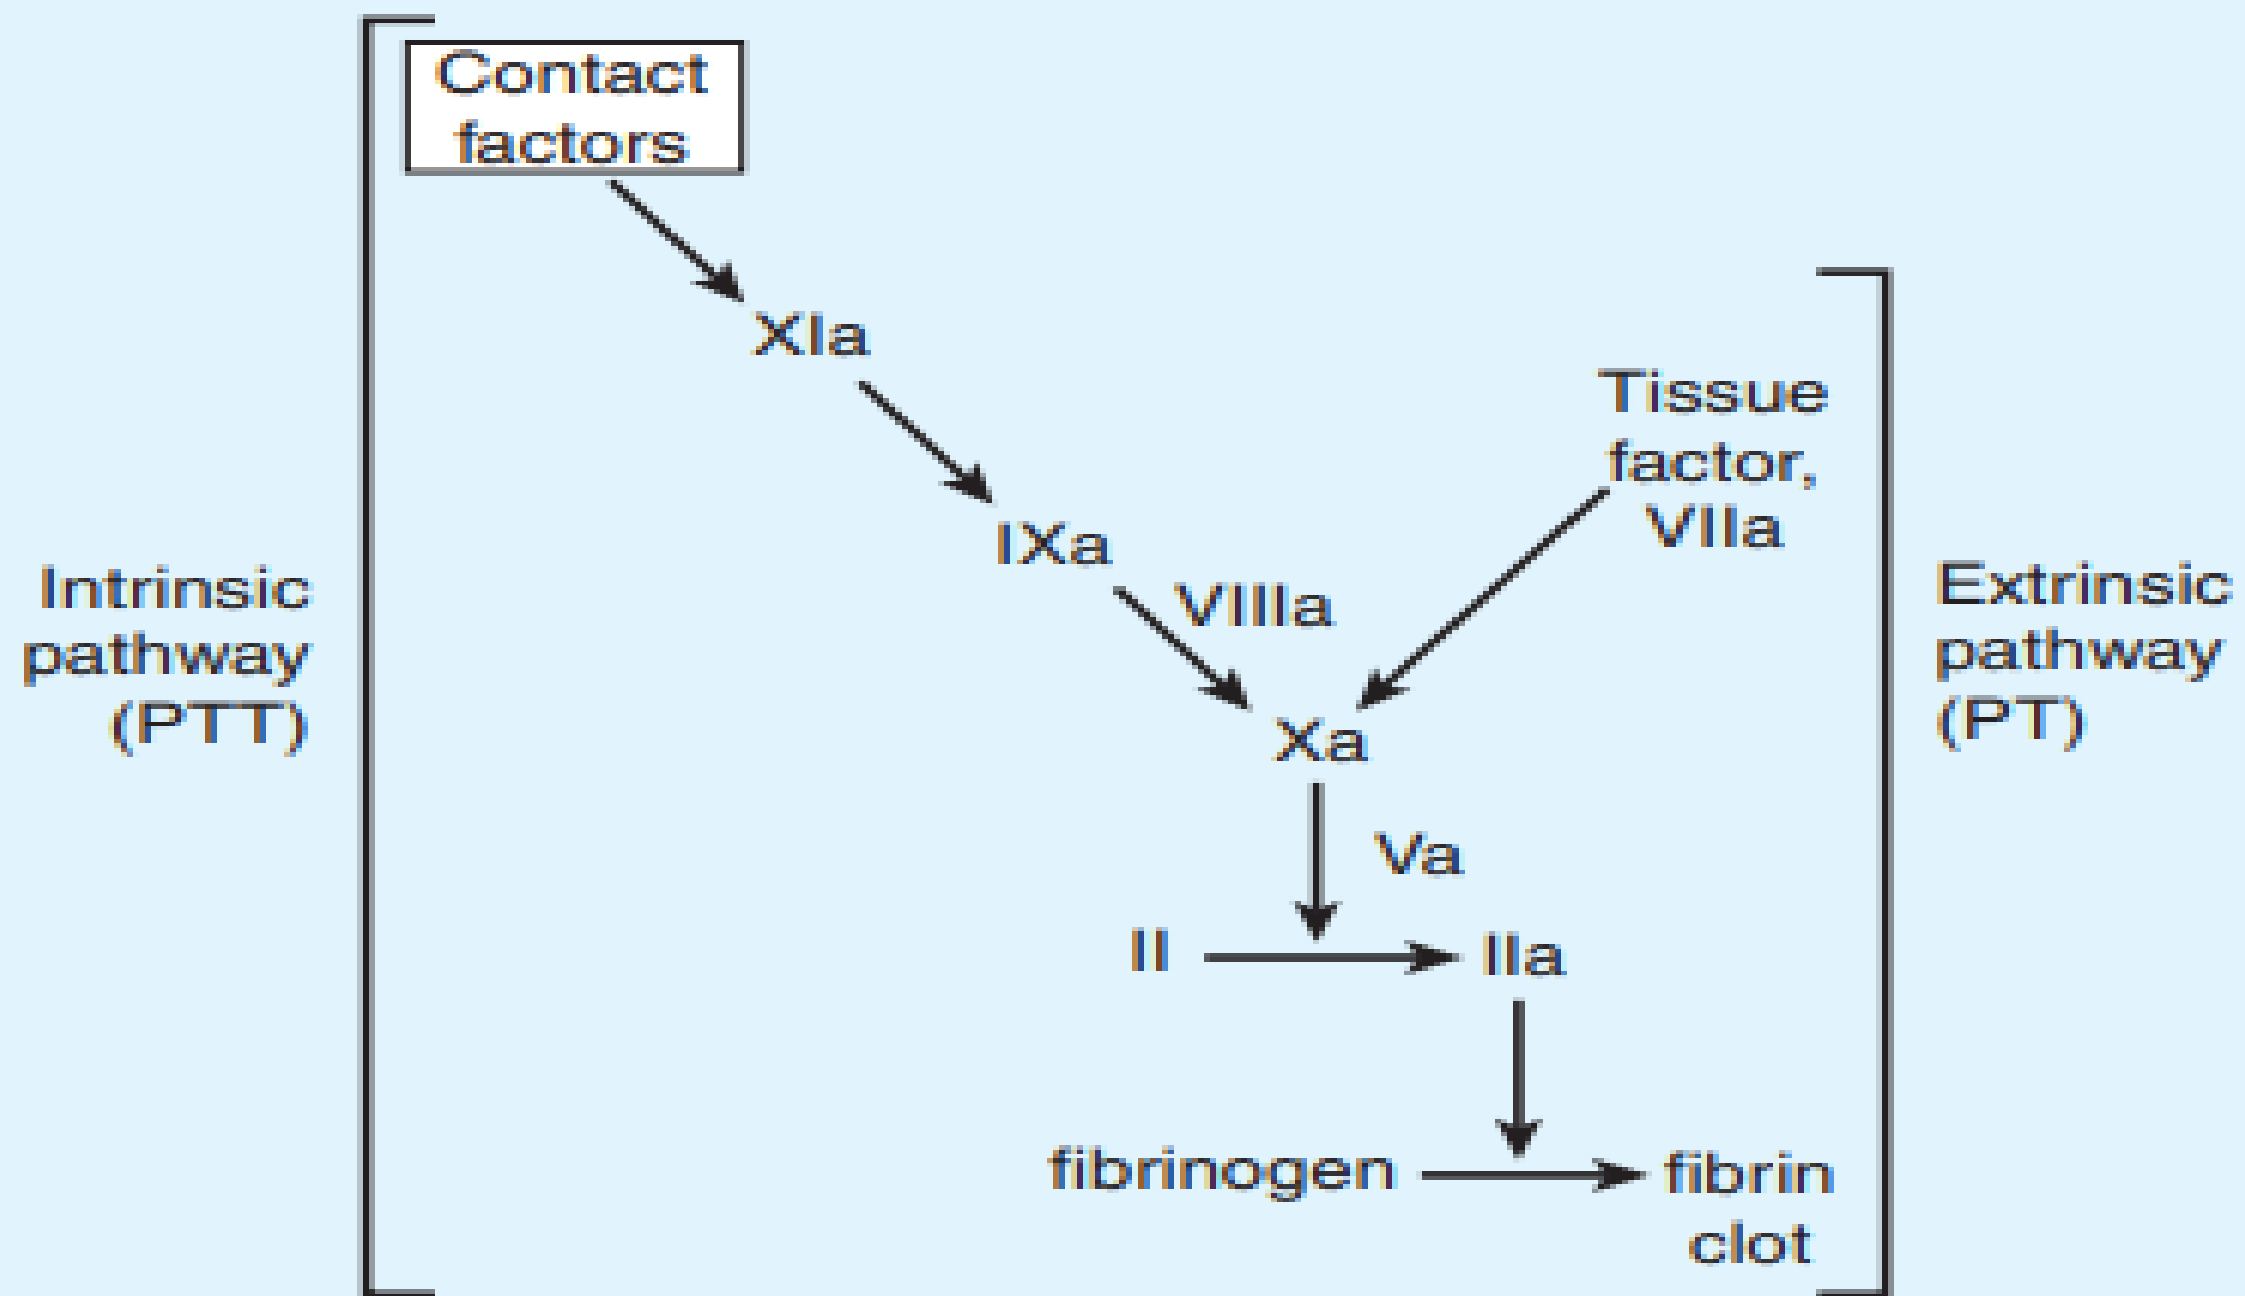 Contact
factors
XIa
Tissue
factor,
VIIa
IXa
VIIIa
Intrinsic
pathway
(PTT)
Extrinsic
pathway
(PT)
Xa
Va
II
IIa
fibrinogen
fibrin
clot